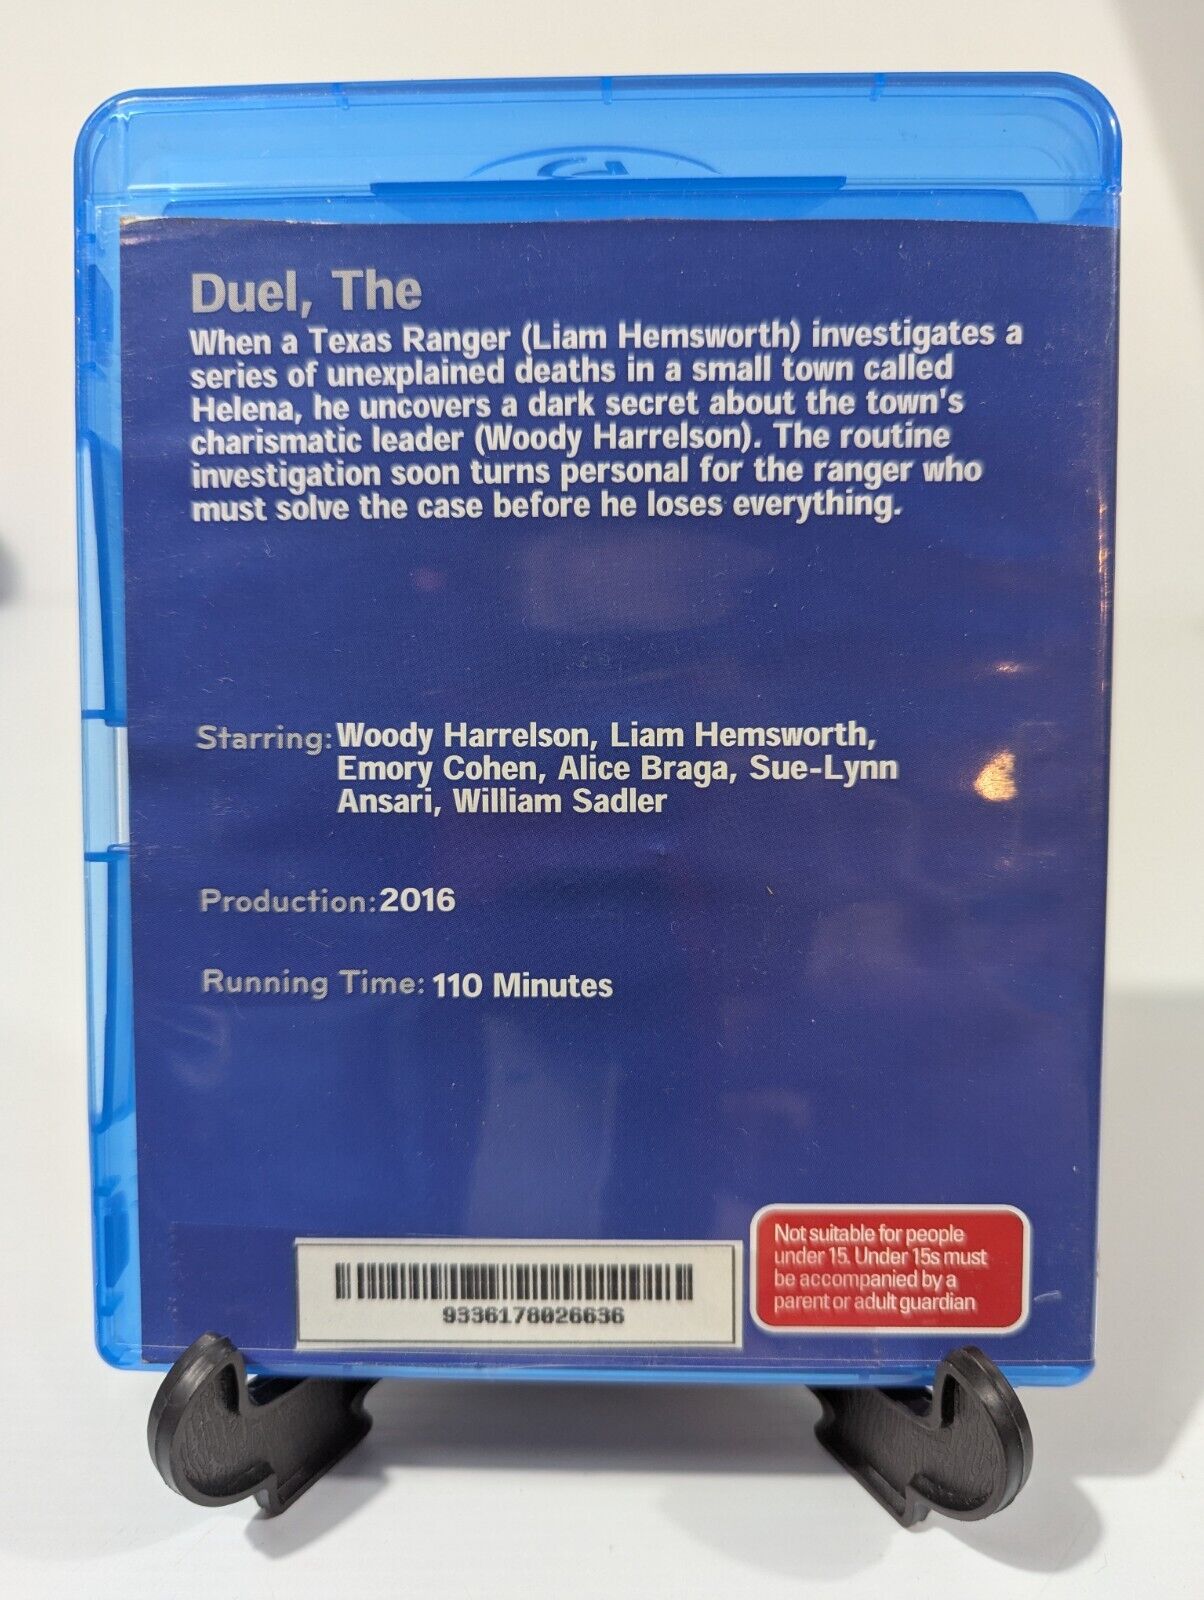 Duel, The
When a Texas Ranger (Liam Hemsworth) investigates a
series of unexplained deaths in a small town called
Helena, he uncovers a dark secret about the town's
charismatic leader (Woody Harrelson). The routine
investigation soon turns personal for the ranger who
must solve the case before he loses everything.
Starring: Woody Harrelson, Liam Hemsworth,
Emory Cohen, Alice Braga, Sue-Lynn
Ansari, William Sadler
Production: 2016
Running Time: 110 Minutes
9336178026636
Not suitable for people
under 15. Under 15s must
be accompanied by a
parent or adult guardian